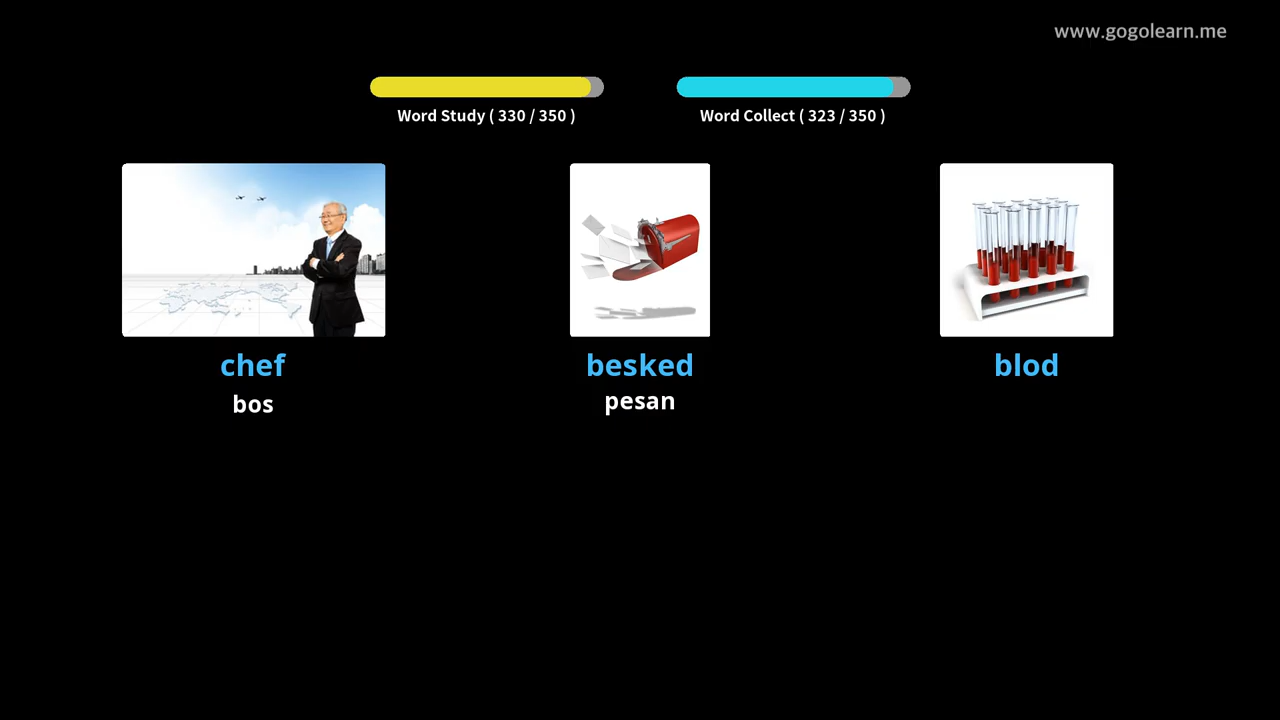 www.gogolearn.me
Word Study ( 330 / 350 )
Word Collect ( 323 / 350 )
chef
besked
blod
bos
pesan